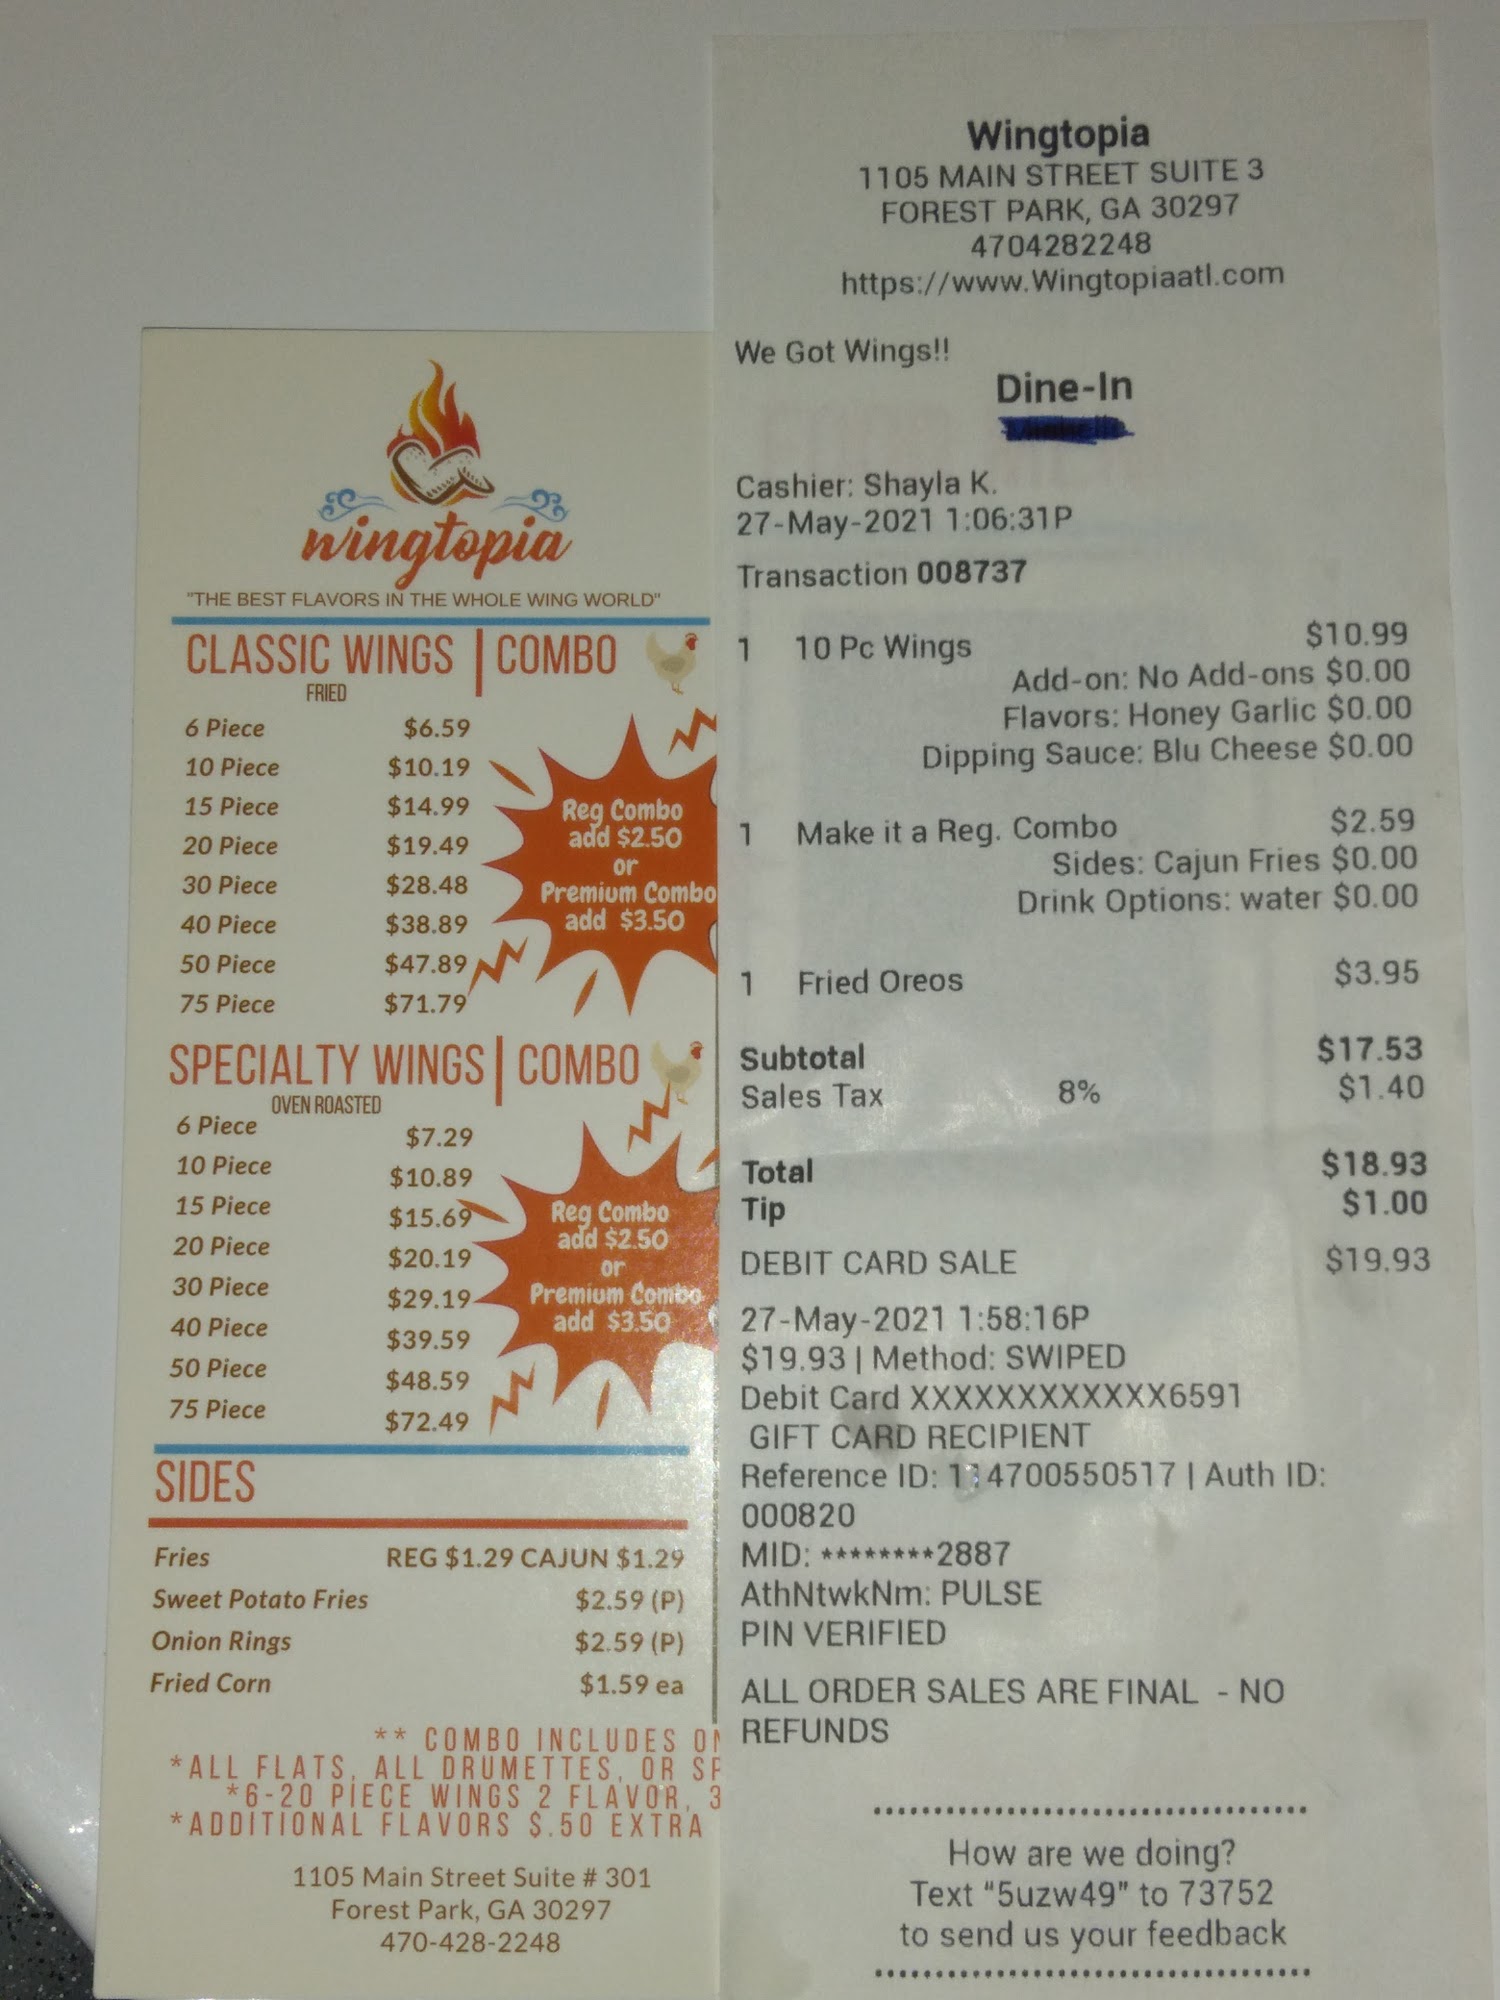 wingtopia
"THE BEST FLAVORS IN THE WHOLE WING WORLD"
CLASSIC WINGS | COMBO
FRIED
6 Piece $6.59
10 Piece $10.19
15 Piece $14.99
20 Piece $19.49
30 Piece $28.48
40 Piece $38.89
50 Piece $47.89
75 Piece $71.79
Reg Combo
add $2.50
or
Premium Combo
add $3.50
SPECIALTY WINGS | COMBO
OVEN ROASTED
6 Piece $7.29
10 Piece $10.89
15 Piece $15.69
20 Piece $20.19
30 Piece $29.19
40 Piece $39.59
50 Piece $48.59
75 Piece $72.49
Reg Combo
add $2.50
or
Premium Combo
add $3.50
SIDES
Fries REG $1.29 CAJUN $1.29
Sweet Potato Fries $2.59 (P)
Onion Rings $2.59 (P)
Fried Corn $1.59 ea
** COMBO INCLUDES
*ALL FLATS, ALL DRUMETTES, OR
*6-20 PIECE WINGS 2 FLAVOR, 3
*ADDITIONAL FLAVORS $.50 EXTRA
1105 Main Street Suite # 301
Forest Park, GA 30297
470-428-2248
Wingtopia
1105 MAIN STREET SUITE 3
FOREST PARK, GA 30297
4704282248
https://www.Wingtopiaatl.com
We Got Wings!!
Dine-In
Cashier: Shayla K.
27-May-2021 1:06:31P
Transaction 008737
1 10 Pc Wings $10.99
Add-on: No Add-ons $0.00
Flavors: Honey Garlic $0.00
Dipping Sauce: Blu Cheese $0.00
1 Make it a Reg. Combo $2.59
Sides: Cajun Fries $0.00
Drink Options: water $0.00
1 Fried Oreos $3.95
Subtotal $17.53
Sales Tax 8% $1.40
Total $18.93
Tip $1.00
DEBIT CARD SALE $19.93
27-May-2021 1:58:16P
$19.93 | Method: SWIPED
Debit Card XXXXXXXXXXXX6591
GIFT CARD RECIPIENT
Reference ID: 114700550517 | Auth ID:
000820
MID: ********2887
AthNtwkNm: PULSE
PIN VERIFIED
ALL ORDER SALES ARE FINAL - NO
REFUNDS
How are we doing?
Text "5uzw49" to 73752
to send us your feedback